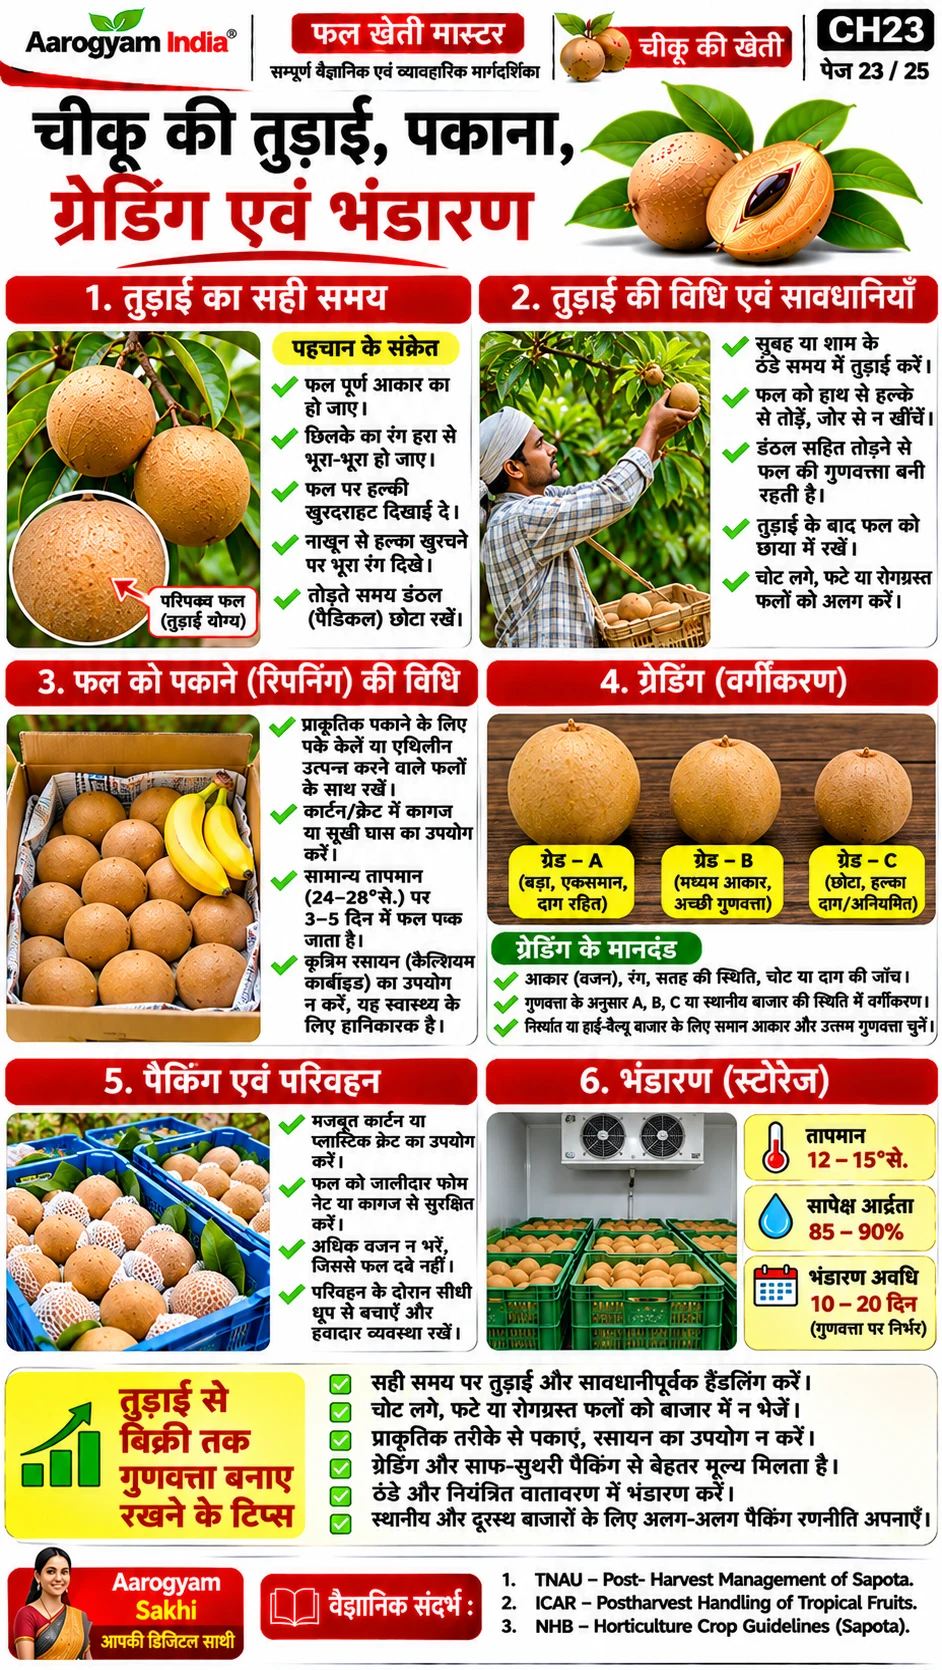 Aarogyam India®
फल खेती मास्टर
सम्पूर्ण वैज्ञानिक एवं व्यावहारिक मार्गदर्शिका
चीकू की खेती
CH23
पेज 23 / 25
चीकू की तुड़ाई, पकाना,
ग्रेडिंग एवं भंडारण
1. तुड़ाई का सही समय
पहचान के संक्रेत
फल पूर्ण आकार का
हो जाए।
छिलके का रंग हरा से
भूरा-भूरा हो जाए।
फल पर हल्की
खुरदराहट दिखाई दे।
नाखून से हल्का खुरचने
पर भूरा रंग दिखे।
तोड़ते समय डंठल
(पैडिकल) छोटा रखें।
परिपक्व फल
(तुड़ाई योग्य)
2. तुड़ाई की विधि एवं सावधानियाँ
सुबह या शाम के
ठंडे समय में तुड़ाई करें।
फल को हाथ से हल्के
से तोड़ें, जोर से न खींचें।
डंठल सहित तोड़ने से
फल की गुणवत्ता बनी
रहती है।
तुड़ाई के बाद फल को
छाया में रखें।
चोट लगे, फटे या रोगग्रस्त
फलों को अलग करें।
3. फल को पकाने (रिपनिंग) की विधि
प्राकृतिक पकाने के लिए
पके केलें या एथिलीन
उत्पन्न करने वाले फलों
के साथ रखें।
कार्टन/क्रेट में कागज
या सूखी घास का उपयोग
करें।
सामान्य तापमान
(24–28°से.) पर
3–5 दिन में फल पक्क
जाता है।
कृत्रिम रसायन (कैल्शियम
कार्बाइड) का उपयोग
न करें, यह स्वास्थ्य के
लिए हानिकारक है।
4. ग्रेडिंग (वर्गीकरण)
ग्रेड – A
(बड़ा, एकसमान,
दाग रहित)
ग्रेड – B
(मध्यम आकार,
अच्छी गुणवत्ता)
ग्रेड – C
(छोटा, हल्का
दाग/अनियमित)
ग्रेडिंग के मानदंड
आकार (वजन), रंग, सतह की स्थिति, चोट या दाग की जाँच।
गुणवत्ता के अनुसार A, B, C या स्थानीय बाजार की स्थिति में वर्गीकरण।
या हाई-वैल्यू बाजार के लिए समान आकार और उत्तम गुणवत्ता चुनें।
5. पैकिंग एवं परिवहन
मजबूत कार्टन या
प्लास्टिक क्रेट का उपयोग
करें।
फल को जालीदार फोम
नेट या कागज से सुरक्षित
करें।
अधिक वजन न भरें,
जिससे फल दबे नहीं।
परिवहन के दौरान सीधी
धूप से बचाएँ और
हवादार व्यवस्था रखें।
6. भंडारण (स्टोरेज)
तापमान
12 – 15°से.
सापेक्ष आर्द्रता
85 – 90%
भंडारण अवधि
10 – 20 दिन
(गुणवत्ता पर निर्भर)
तुड़ाई से
बिक्री तक
गुणवत्ता बनाए
रखने के टिप्स
सही समय पर तुड़ाई और सावधानीपूर्वक हैंडलिंग करें।
चोट लगे, फटे या रोगग्रस्त फलों को बाजार में न भेजें।
प्राकृतिक तरीके से पकाएं, रसायन का उपयोग न करें।
ग्रेडिंग और साफ-सुथरी पैकिंग से बेहतर मूल्य मिलता है।
ठंडे और नियंत्रित वातावरण में भंडारण करें।
स्थानीय और दूरस्थ बाजारों के लिए अलग-अलग पैकिंग रणनीति अपनाएँ।
Aarogyam
Sakhi
आपकी डिजिटल साथी
वैज्ञानिक संदर्भ :
1. TNAU – Post- Harvest Management of Sapota.
2. ICAR – Postharvest Handling of Tropical Fruits.
3. NHB – Horticulture Crop Guidelines (Sapota).